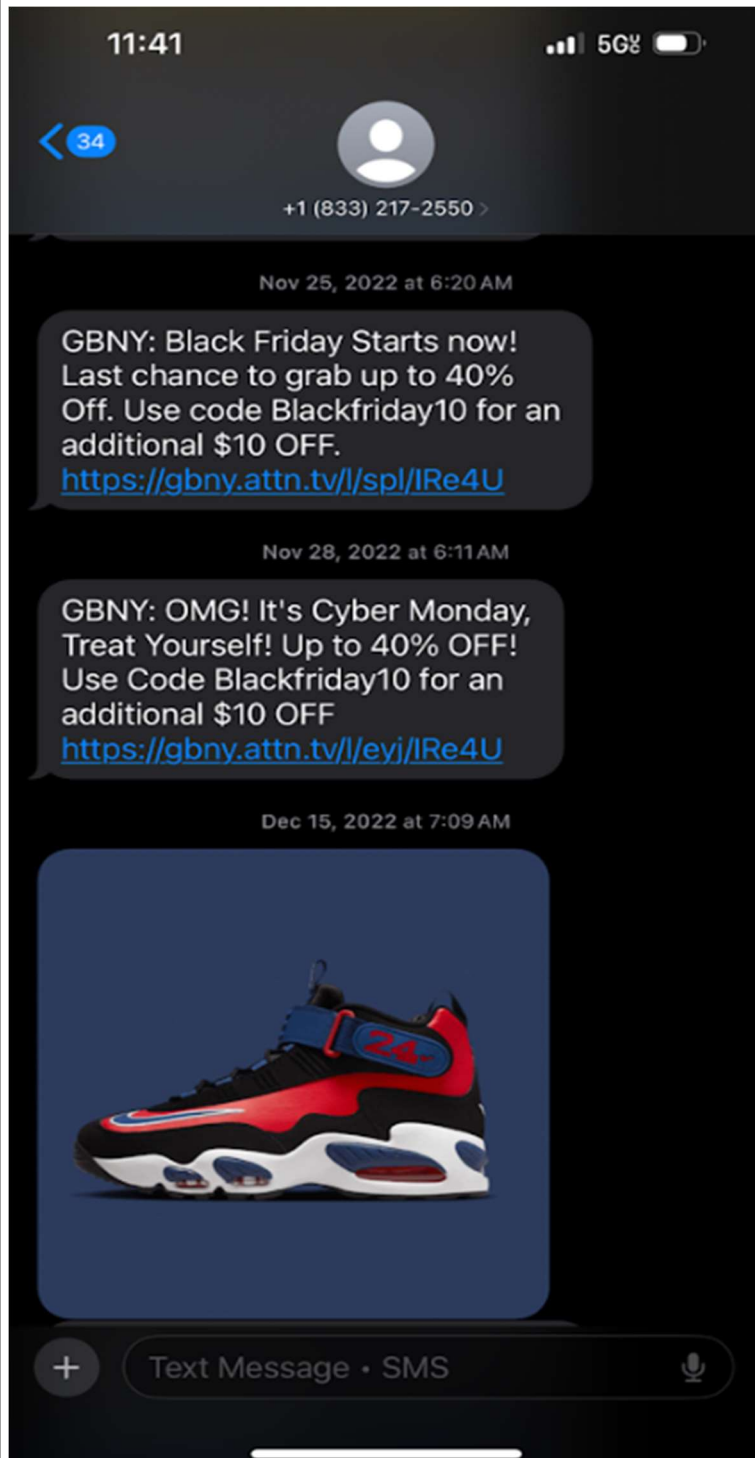 11:41
5G
34
+1 (833) 217-2550
Nov 25, 2022 at 6:20 AM
GBNY: Black Friday Starts now!
Last chance to grab up to 40%
Off. Use code Blackfriday10 for an
additional $10 OFF.
https://gbny.attn.tv/l/spl/IRe4U
Nov 28, 2022 at 6:11 AM
GBNY: OMG! It's Cyber Monday,
Treat Yourself! Up to 40% OFF!
Use Code Blackfriday10 for an
additional $10 OFF
https://gbny.attn.tv/l/eyj/IRe4U
Dec 15, 2022 at 7:09 AM
24
Text Message • SMS